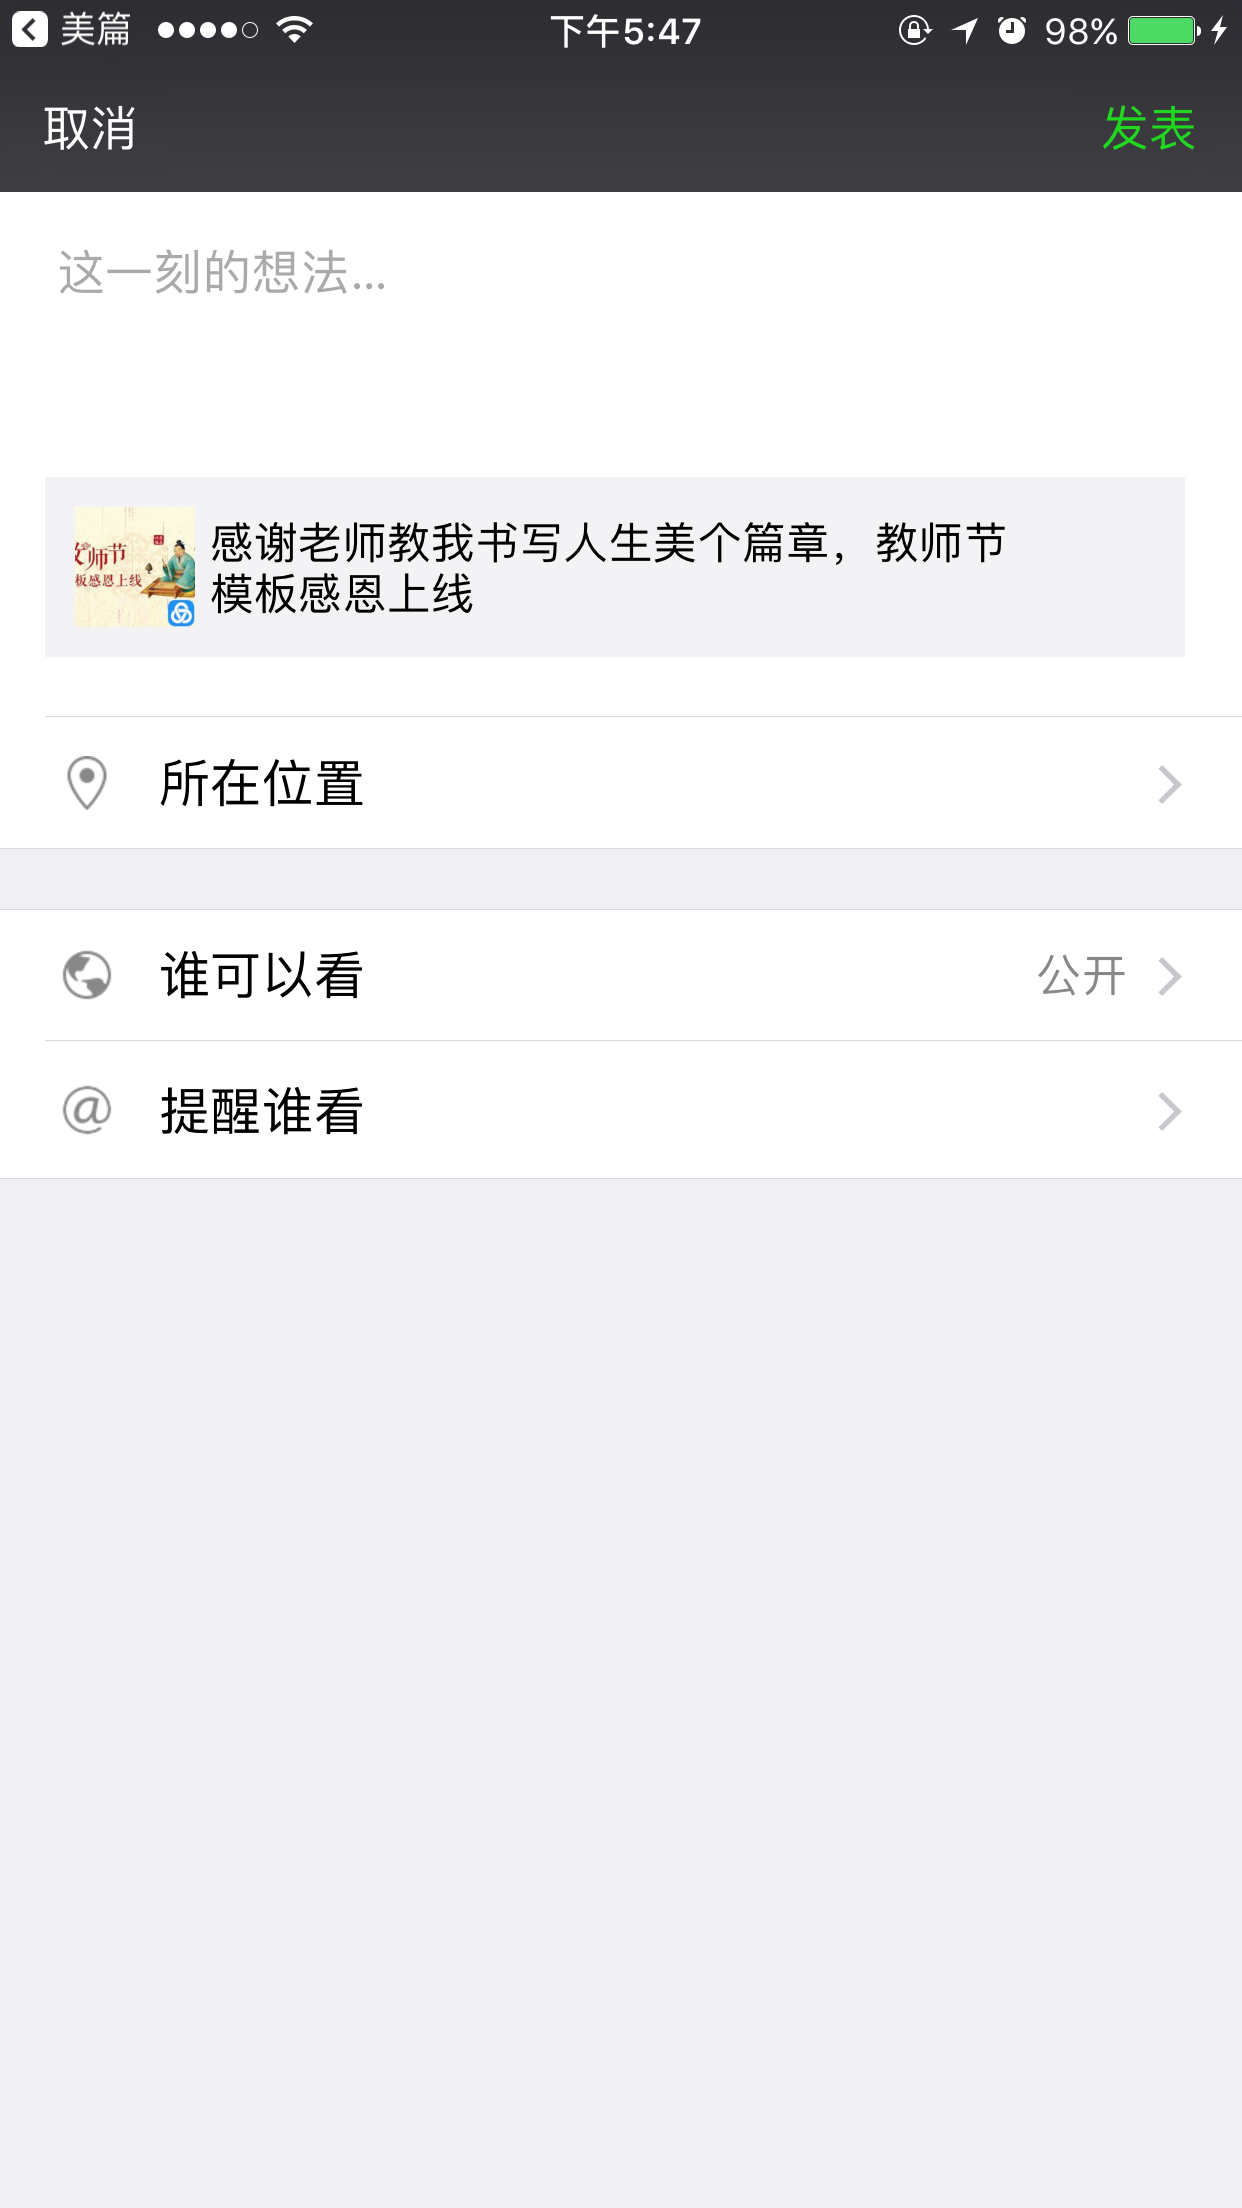 美篇 下午5:47 98%
取消 发表
这一刻的想法...
教师节
板感恩上线
感谢老师教我书写人生美个篇章，教师节
模板感恩上线
所在位置
谁可以看 公开
@ 提醒谁看